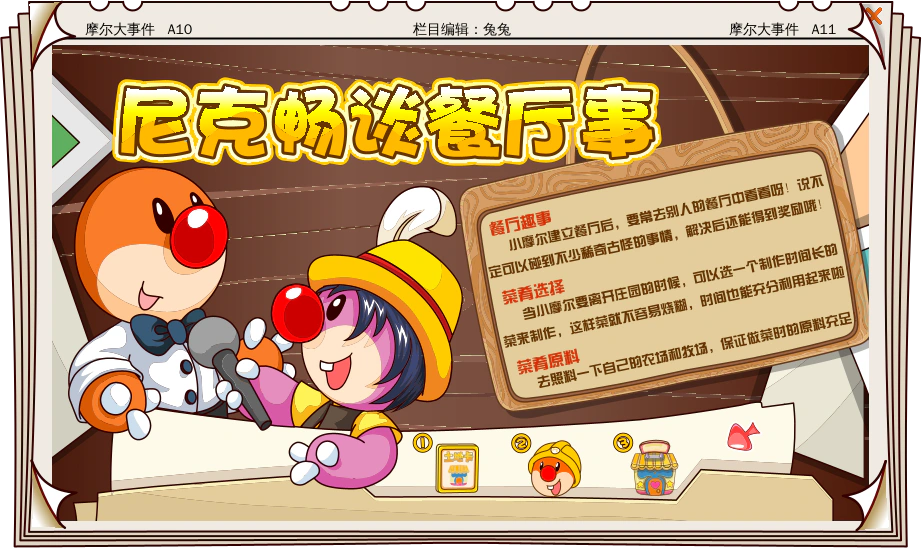 摩尔大事件 A10
栏目编辑：兔兔
摩尔大事件 A11
尼克畅谈餐厅事
餐厅趣事
小摩尔建立餐厅后，要常去别人的餐厅中看看呀！说不
定可以碰到不少稀奇古怪的事情，解决后还能得到奖励哦！
菜肴选择
当小摩尔要离开庄园的时候，可以选一个制作时间长的
菜来制作，这样菜就不容易烧糊，时间也能充分利用起来啦
菜肴原料
去照料一下自己的农场和牧场，保证做菜时的原料充足
① ② ③